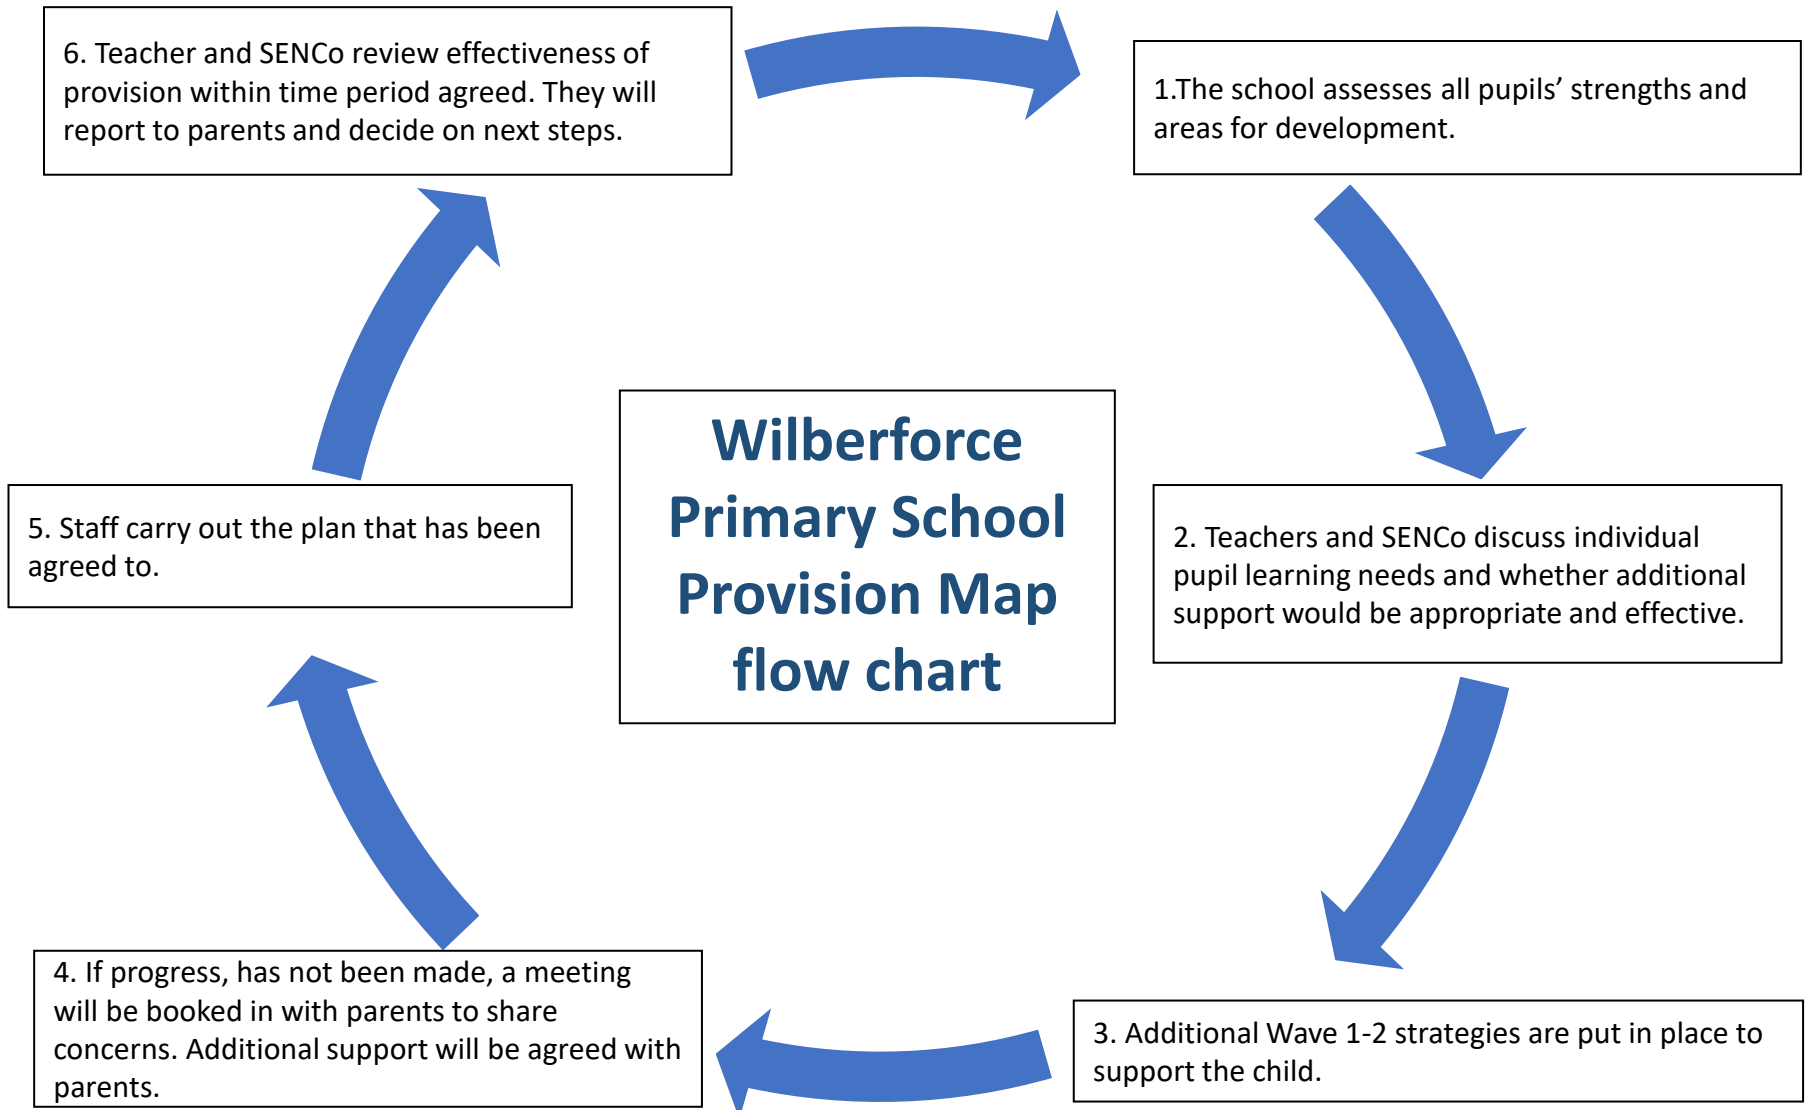 Wilberforce
Primary School
Provision Map
flow chart
1.The school assesses all pupils’ strengths and
areas for development.
2. Teachers and SENCo discuss individual
pupil learning needs and whether additional
support would be appropriate and effective.
3. Additional Wave 1-2 strategies are put in place to
support the child.
4. If progress, has not been made, a meeting
will be booked in with parents to share
concerns. Additional support will be agreed with
parents.
5. Staff carry out the plan that has been
agreed to.
6. Teacher and SENCo review effectiveness of
provision within time period agreed. They will
report to parents and decide on next steps.